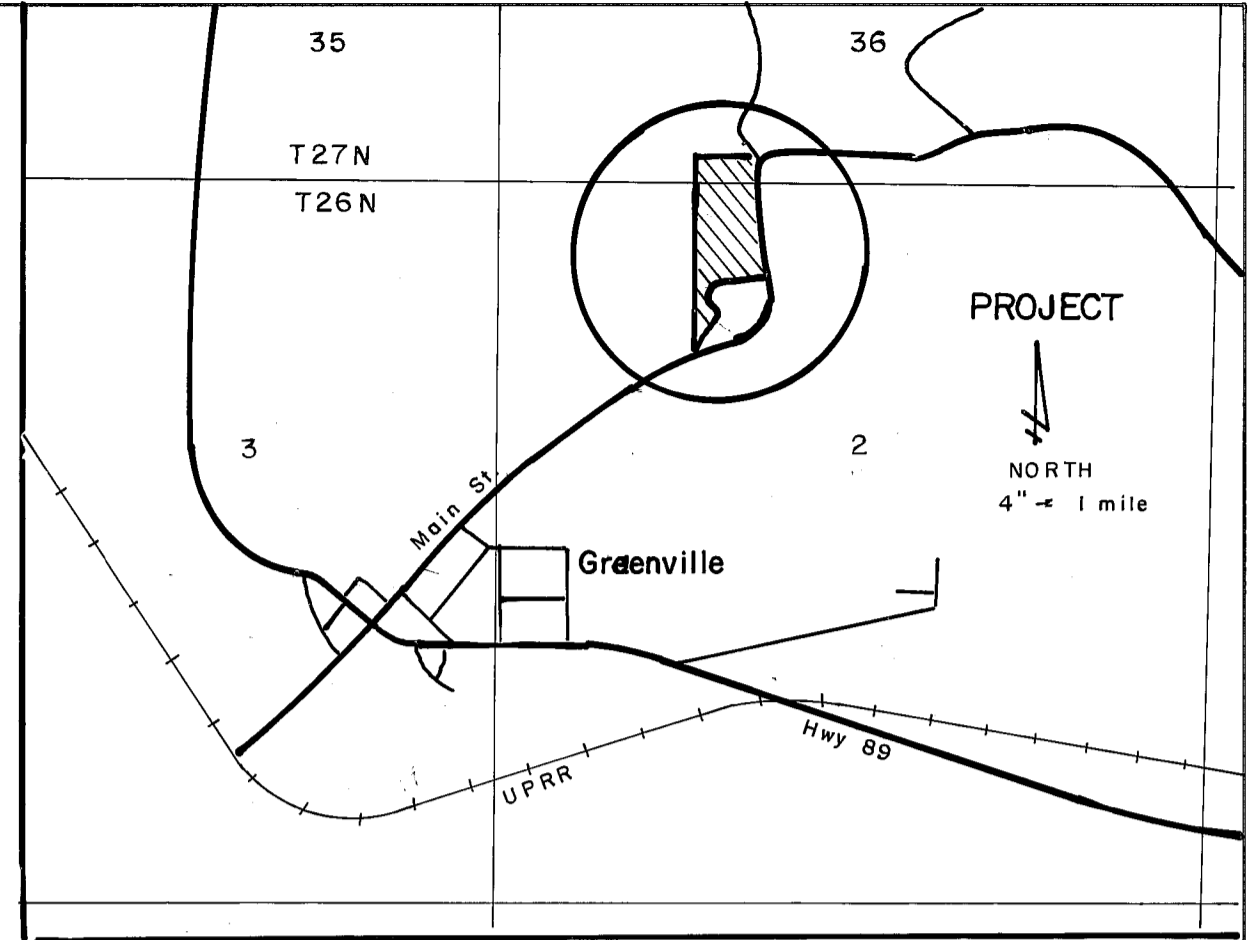 35
36
T27N
T26N
PROJECT
3
2
NORTH
4" = 1 mile
Main St.
Greenville
Hwy 89
UPRR